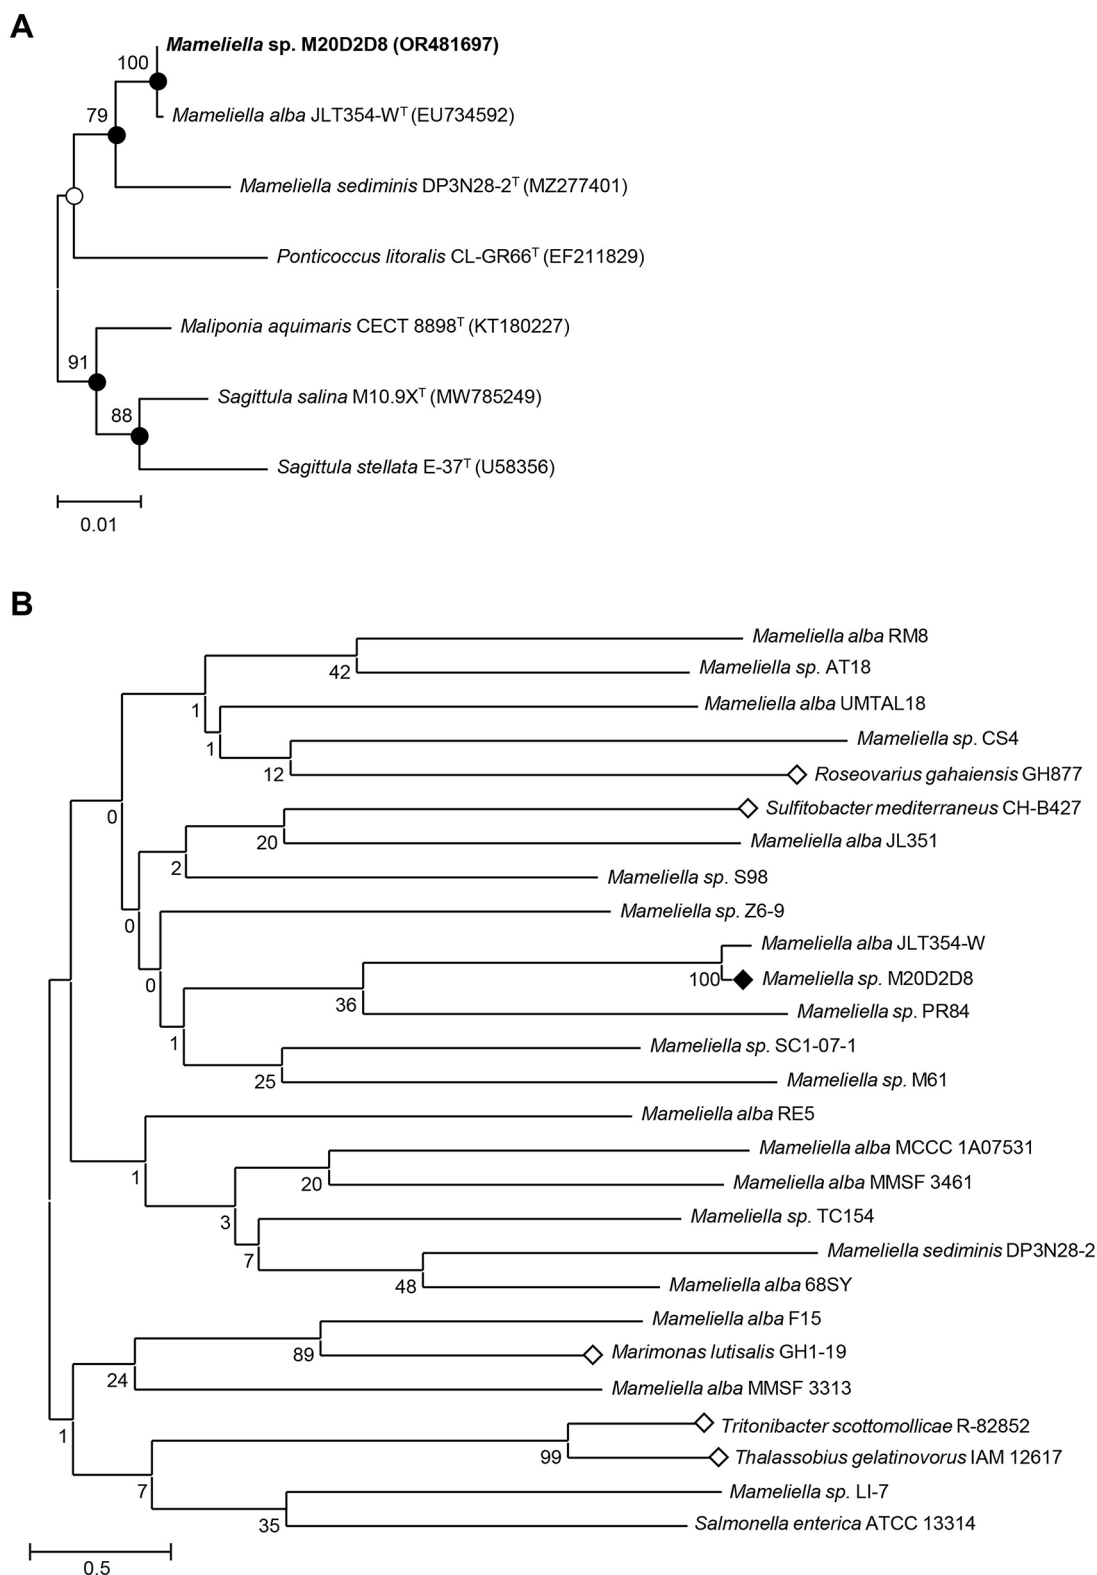 A
Mameliella sp. M20D2D8 (OR481697)
100
79
Mameliella alba JLT354-Wᵀ (EU734592)
Mameliella sediminis DP3N28-2ᵀ (MZ277401)
Ponticoccus litoralis CL-GR66ᵀ (EF211829)
Maliponia aquimaris CECT 8898ᵀ (KT180227)
91
Sagittula salina M10.9Xᵀ (MW785249)
88
Sagittula stellata E-37ᵀ (U58356)
0.01
B
Mameliella alba RM8
42
Mameliella sp. AT18
1
Mameliella alba UMTAL18
1
Mameliella sp. CS4
12
Roseovarius gahaiensis GH877
0
Sulfitobacter mediterraneus CH-B427
20
Mameliella alba JL351
2
Mameliella sp. S98
0
Mameliella sp. Z6-9
Mameliella alba JLT354-W
0
100
Mameliella sp. M20D2D8
36
Mameliella sp. PR84
1
Mameliella sp. SC1-07-1
25
Mameliella sp. M61
Mameliella alba RE5
Mameliella alba MCCC 1A07531
1
20
Mameliella alba MMSF 3461
3
Mameliella sp. TC154
7
Mameliella sediminis DP3N28-2
48
Mameliella alba 68SY
Mameliella alba F15
89
Marimonas lutisalis GH1-19
24
Mameliella alba MMSF 3313
1
Tritonibacter scottomollicae R-82852
99
Thalassobius gelatinovorus IAM 12617
7
Mameliella sp. LI-7
35
Salmonella enterica ATCC 13314
0.5